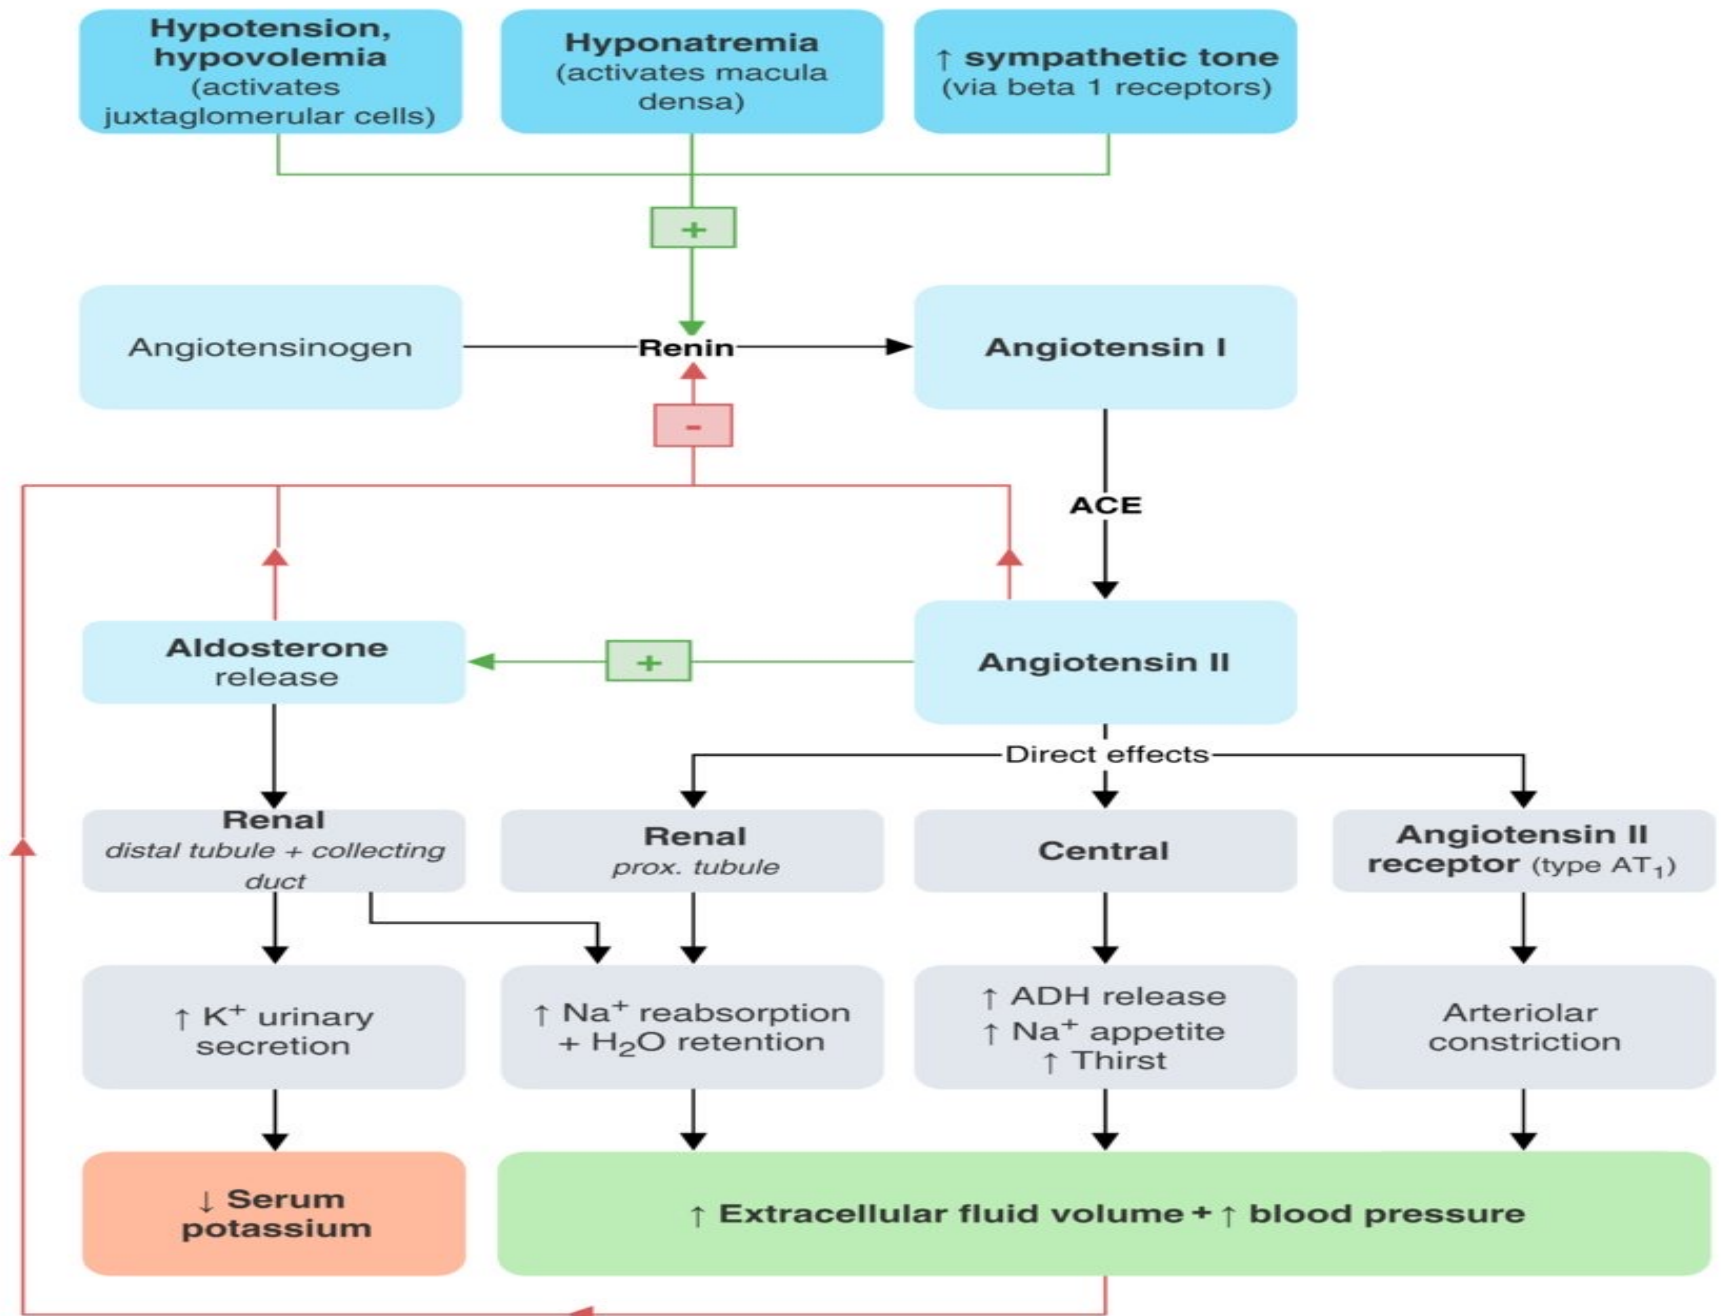 Hypotension,
hypovolemia
(activates
juxtaglomerular cells)
Hyponatremia
(activates macula
densa)
↑ sympathetic tone
(via beta 1 receptors)
+
Angiotensinogen
Renin
Angiotensin I
-
ACE
Aldosterone
release
+
Angiotensin II
Direct effects
Renal
distal tubule + collecting
duct
Renal
prox. tubule
Central
Angiotensin II
receptor (type AT₁)
↑ K⁺ urinary
secretion
↑ Na⁺ reabsorption
+ H₂O retention
↑ ADH release
↑ Na⁺ appetite
↑ Thirst
Arteriolar
constriction
↓ Serum
potassium
↑ Extracellular fluid volume + ↑ blood pressure